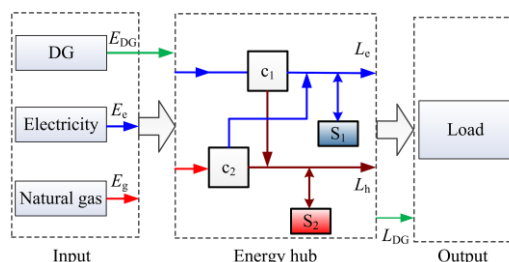 DG
E_DG
Electricity
E_e
Natural gas
E_g
Input
c_1
L_e
S_1
c_2
L_h
S_2
Energy hub
L_DG
Load
Output